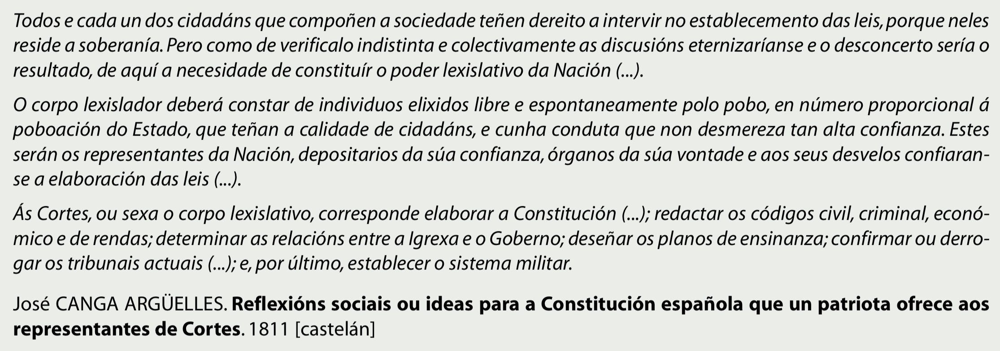 Todos e cada un dos cidadáns que compoñen a sociedade teñen dereito a intervir no establecemento das leis, porque neles
reside a soberanía. Pero como de verificalo indistinta e colectivamente as discusións eternizaríanse e o desconcerto sería o
resultado, de aquí a necesidade de constituír o poder lexislativo da Nación (...).
O corpo lexislador deberá constar de individuos elixidos libre e espontaneamente polo pobo, en número proporcional á
poboación do Estado, que teñan a calidade de cidadáns, e cunha conduta que non desmereza tan alta confianza. Estes
serán os representantes da Nación, depositarios da súa confianza, órganos da súa vontade e aos seus desvelos confiaran-
se a elaboración das leis (...).
Ás Cortes, ou sexa o corpo lexislativo, corresponde elaborar a Constitución (...); redactar os códigos civil, criminal, econó-
mico e de rendas; determinar as relacións entre a Igrexa e o Goberno; deseñar os planos de ensinanza; confirmar ou derro-
gar os tribunais actuais (...); e, por último, establecer o sistema militar.
José CANGA ARGÜELLES. Reflexións sociais ou ideas para a Constitución española que un patriota ofrece aos
representantes de Cortes. 1811 [castelán]